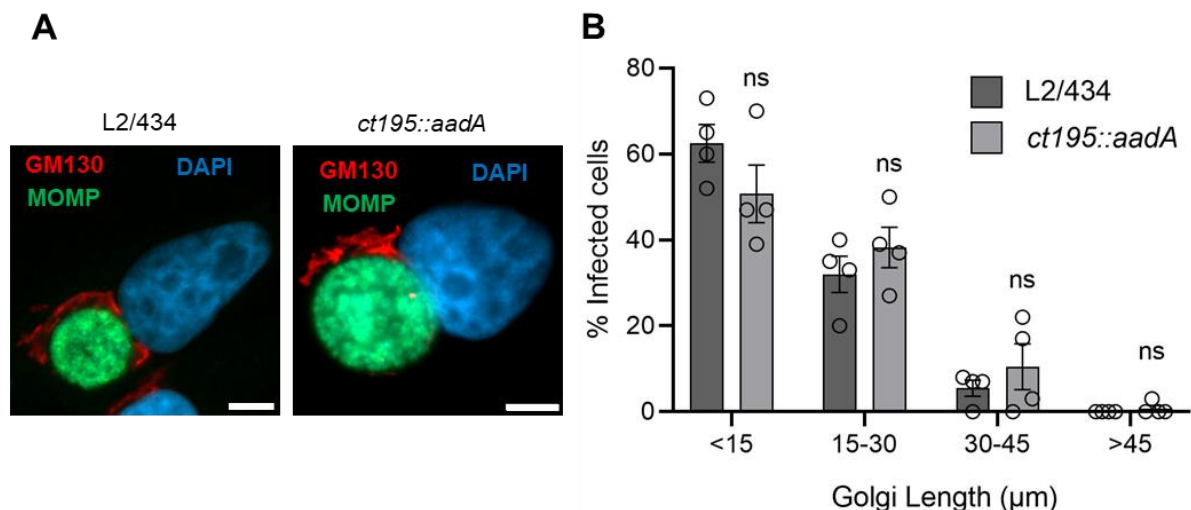 A
L2/434
ct195::aadA
GM130
DAPI
MOMP
GM130
DAPI
MOMP
B
80
60
40
20
0
% Infected cells
ns
ns
ns
ns
L2/434
ct195::aadA
<15
15-30
30-45
>45
Golgi Length (µm)